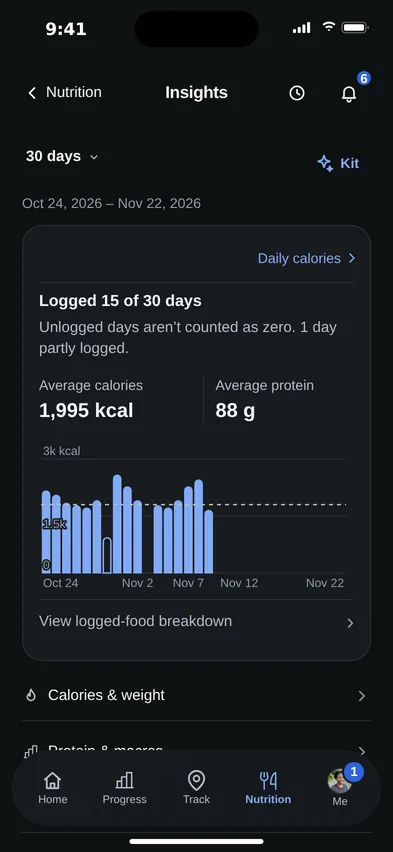 9:41
6
Nutrition
Insights
30 days
Kit
Oct 24, 2026 – Nov 22, 2026
Daily calories
Logged 15 of 30 days
Unlogged days aren’t counted as zero. 1 day
partly logged.
Average calories
Average protein
1,995 kcal
88 g
3k kcal
1.5k
0
Oct 24 Nov 2 Nov 7 Nov 12 Nov 22
View logged-food breakdown
Calories & weight
Protein & macros
1
Home Progress Track Nutrition Me